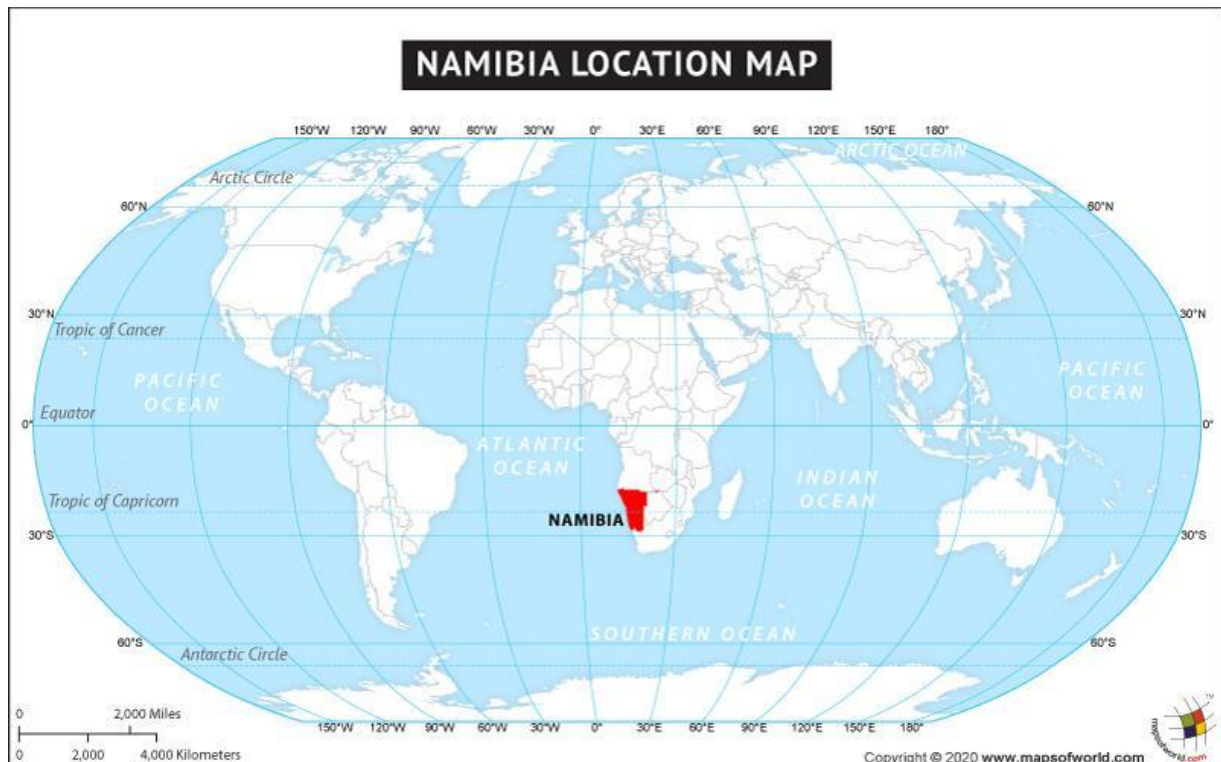 NAMIBIA LOCATION MAP
150°W 120°W 90°W 60°W 30°W 0° 30°E 60°E 90°E 120°E 150°E 180°
ARCTIC OCEAN
Arctic Circle
60°N 60°N
30°N 30°N
Tropic of Cancer
PACIFIC
OCEAN
PACIFIC
OCEAN
Equator
0° 0°
ATLANTIC
OCEAN
INDIAN
OCEAN
Tropic of Capricorn
NAMIBIA
30°S 30°S
SOUTHERN OCEAN
60°S 60°S
Antarctic Circle
150°W 120°W 90°W 60°W 30°W 0° 30°E 60°E 90°E 120°E 150°E 180°
0 2,000 Miles
0 2,000 4,000 Kilometers
mapsofworld.com
Copyright © 2020 www.mapsofworld.com